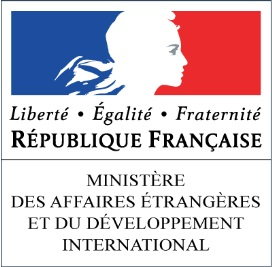 Liberté • Égalité • Fraternité
RÉPUBLIQUE FRANÇAISE
MINISTÈRE
DES AFFAIRES ÉTRANGÈRES
ET DU DÉVELOPPEMENT
INTERNATIONAL